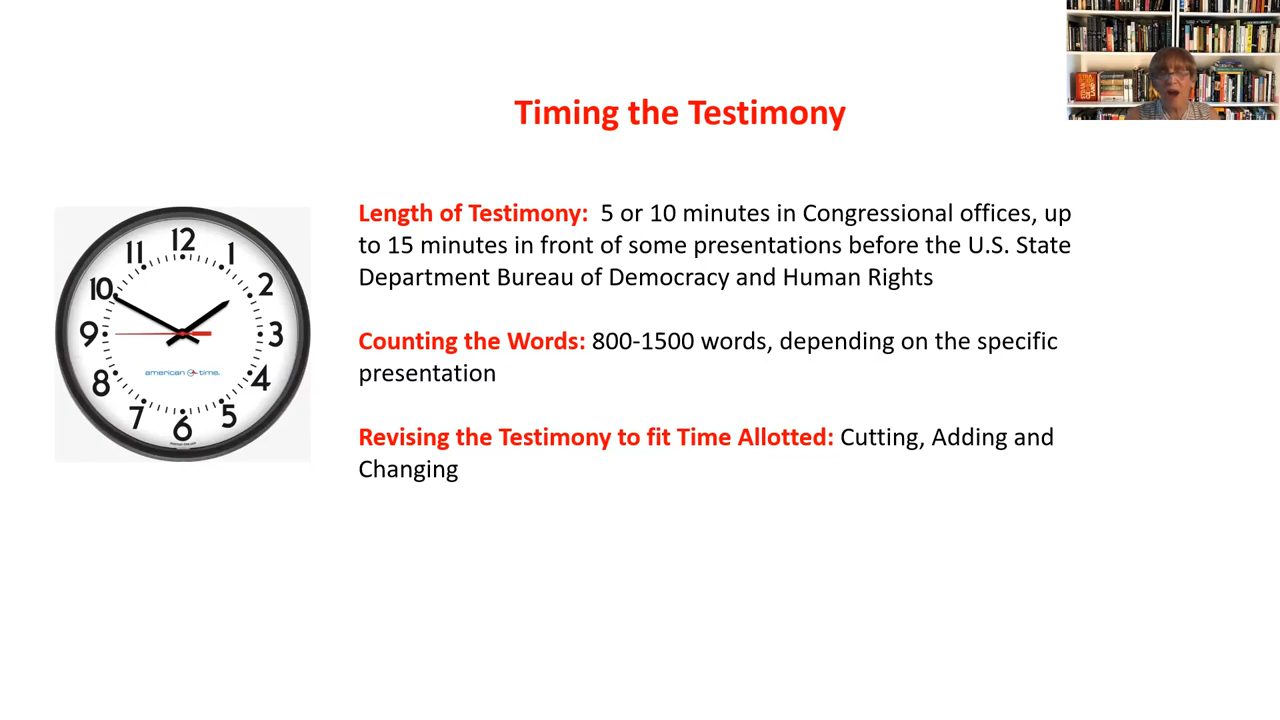 Timing the Testimony
Length of Testimony: 5 or 10 minutes in Congressional offices, up
to 15 minutes in front of some presentations before the U.S. State
Department Bureau of Democracy and Human Rights
Counting the Words: 800-1500 words, depending on the specific
presentation
Revising the Testimony to fit Time Allotted: Cutting, Adding and
Changing
12
11 1
10 2
9 3
8 4
7 5
6
american time